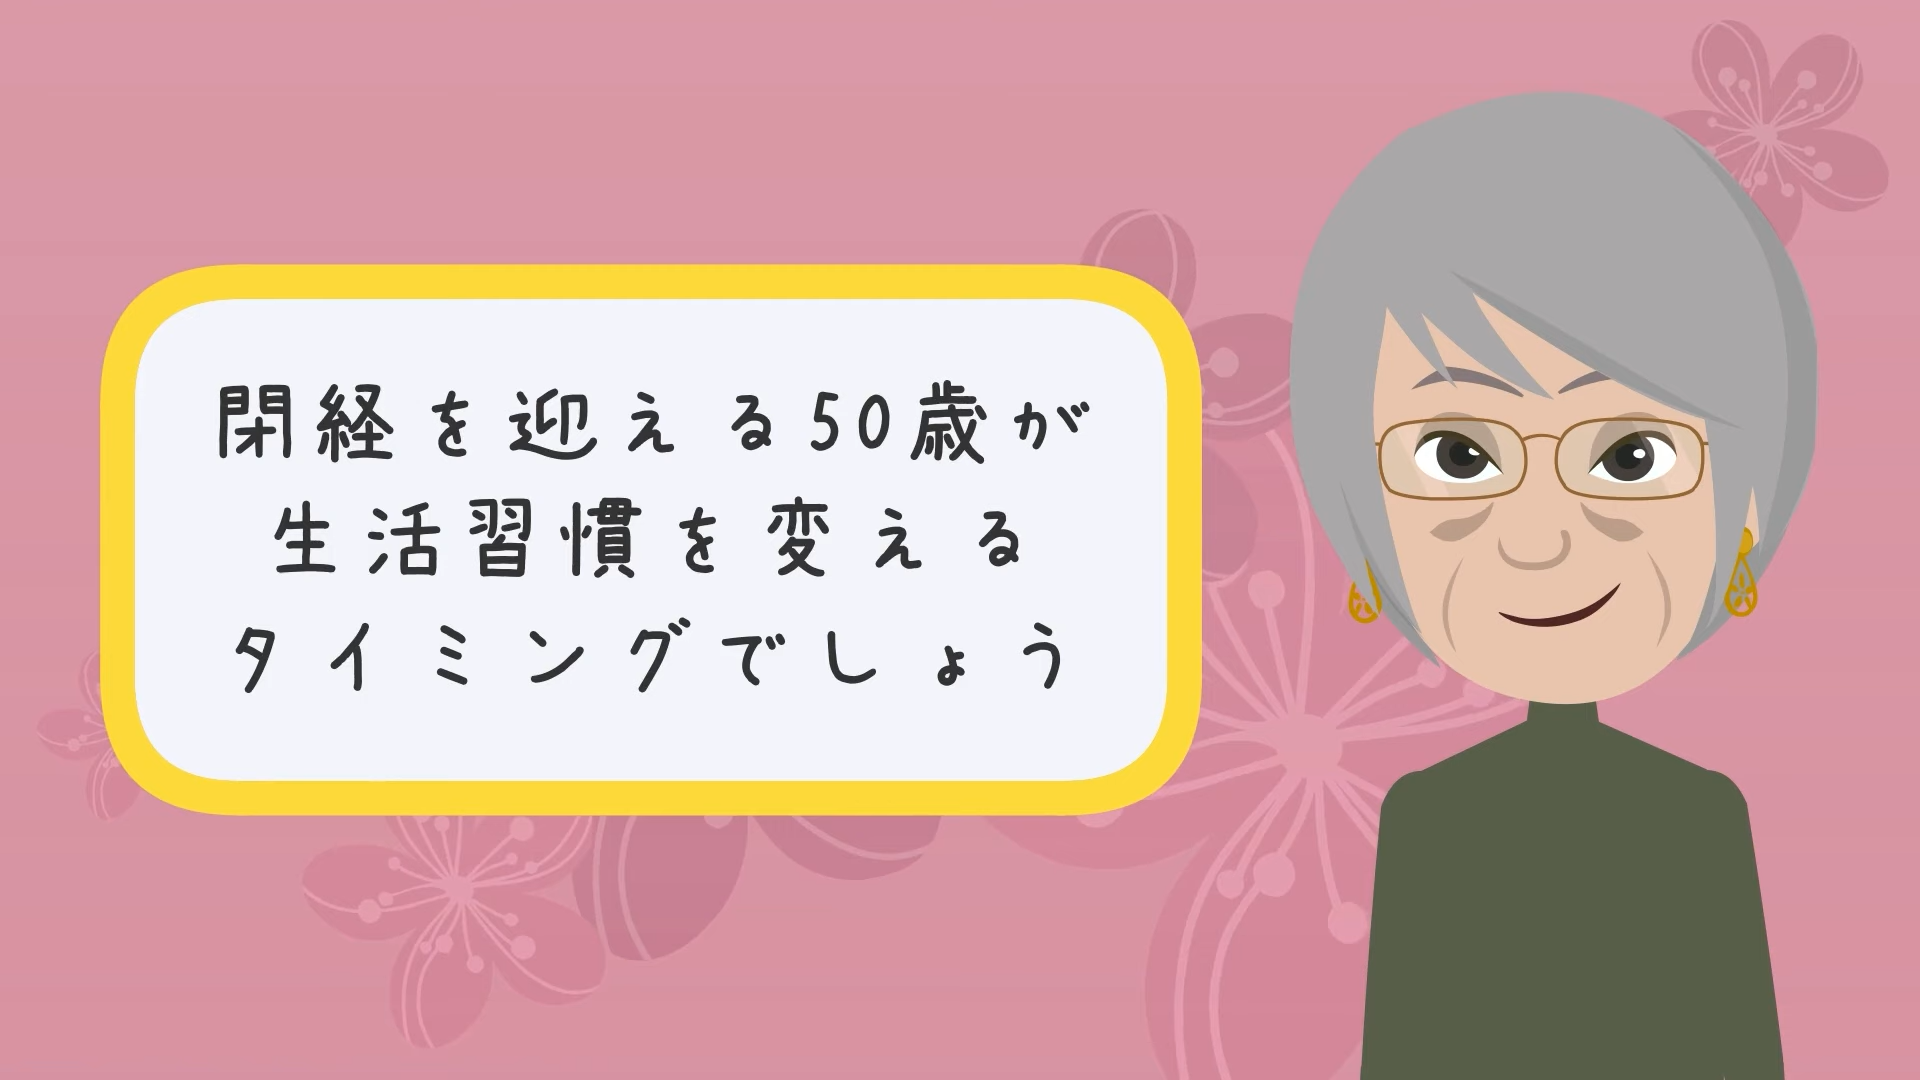 閉経を迎える50歳が
生活習慣を変える
タイミングでしょう